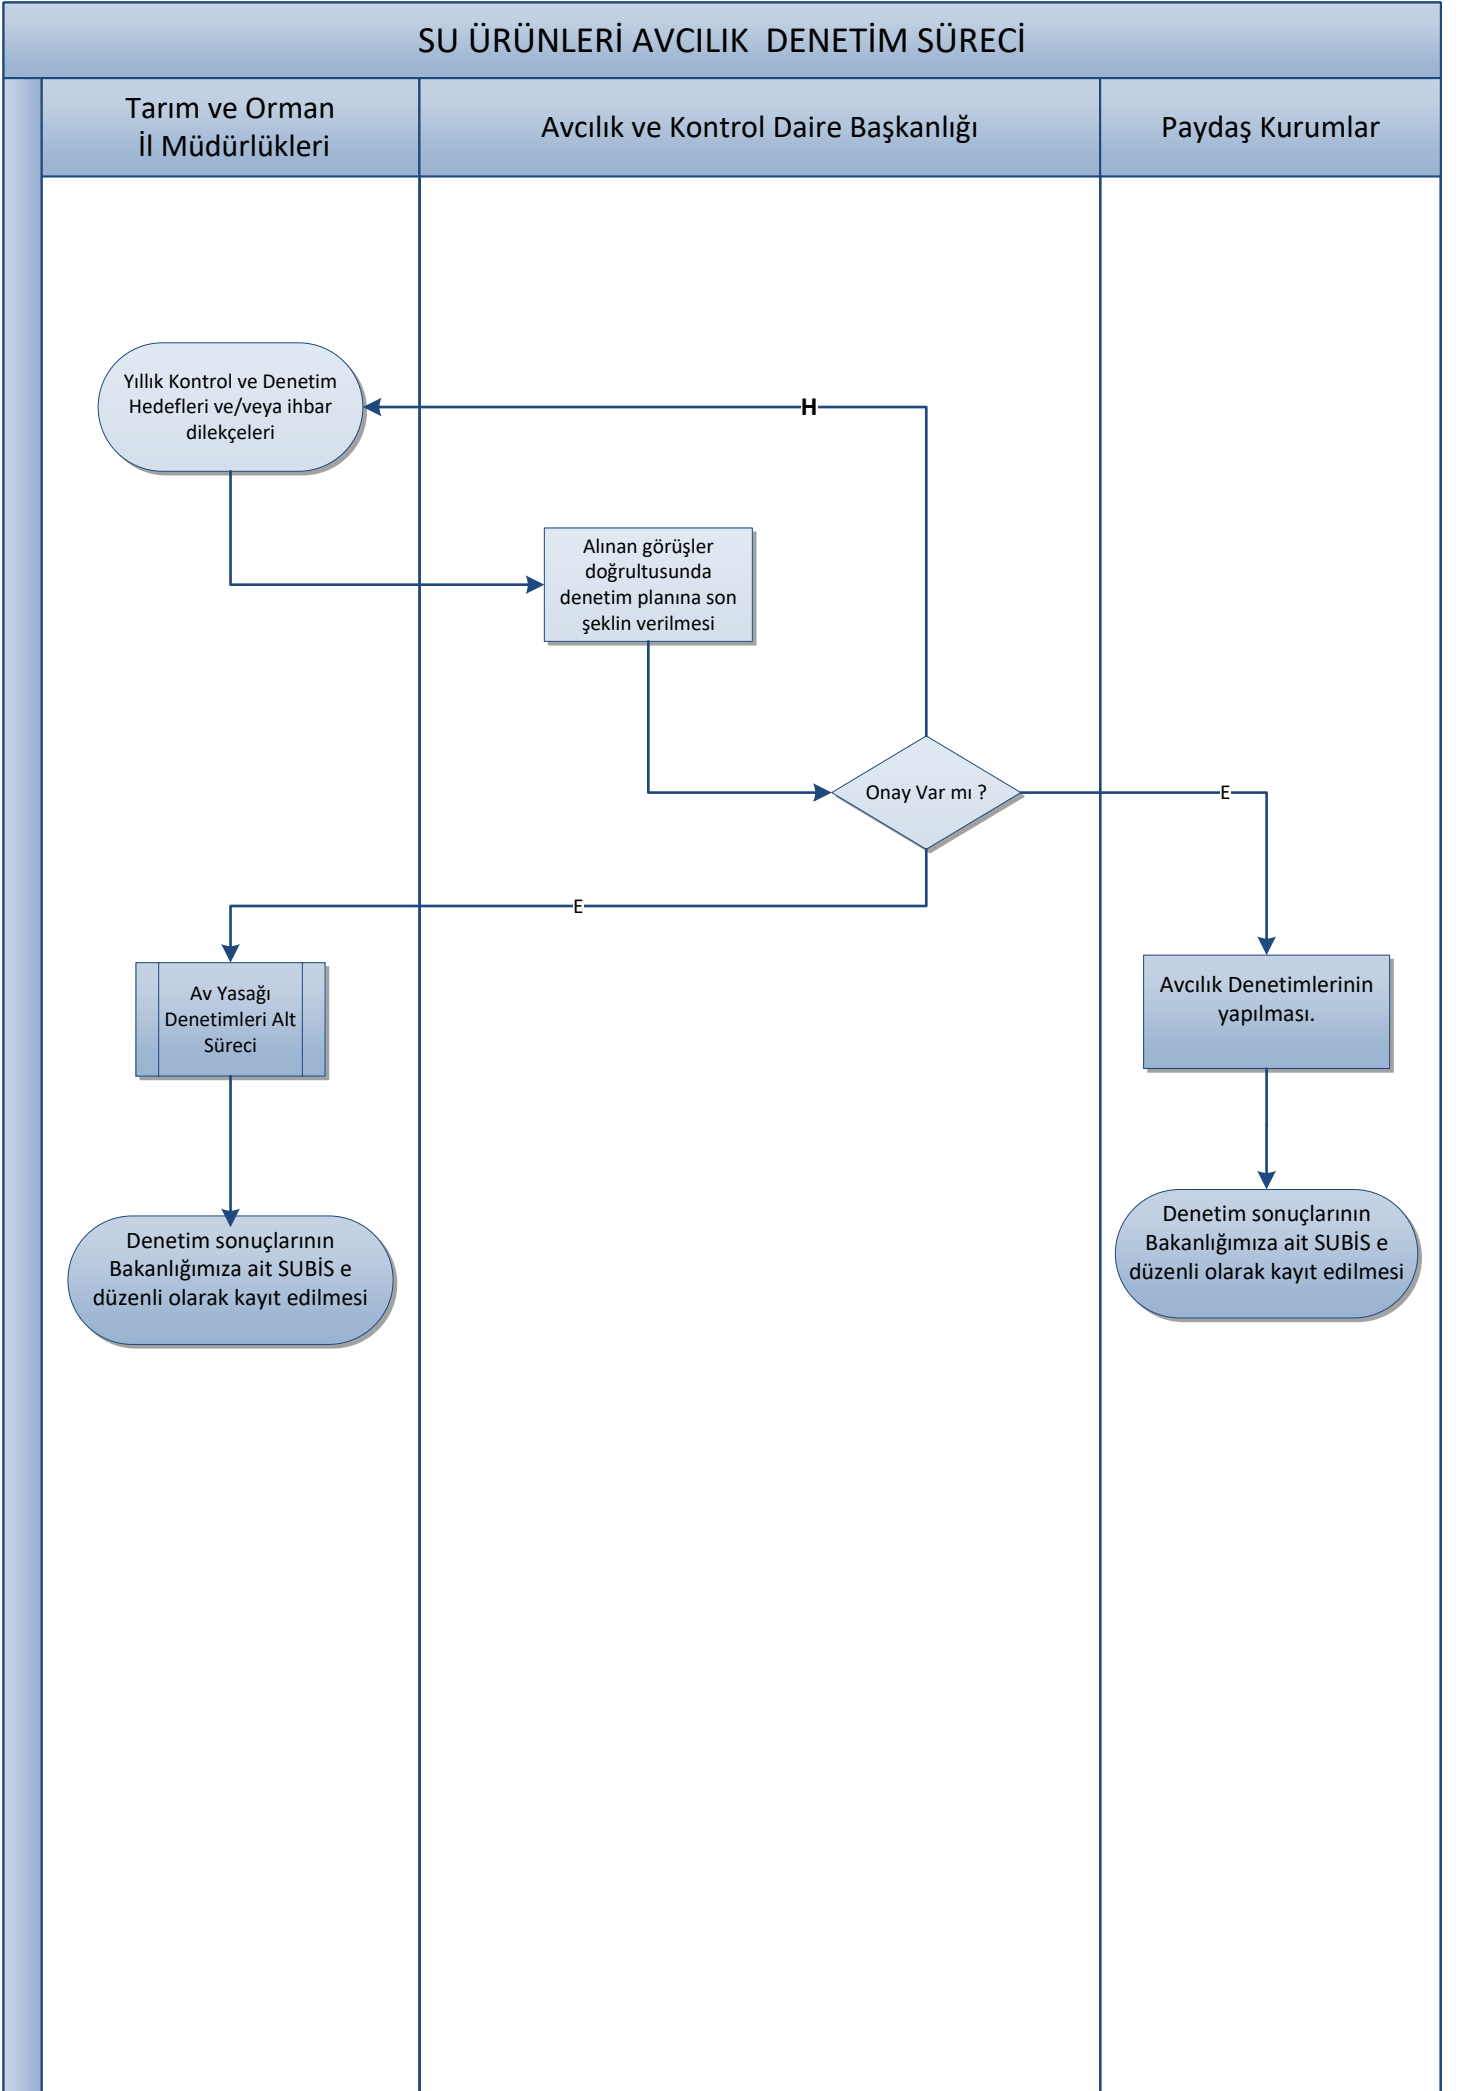 SU ÜRÜNLERİ AVCILIK  DENETİM SÜRECİ
Tarım ve Orman
İl Müdürlükleri
Avcılık ve Kontrol Daire Başkanlığı
Paydaş Kurumlar
Yıllık Kontrol ve Denetim
Hedefleri ve/veya ihbar
dilekçeleri
H
Alınan görüşler
doğrultusunda
denetim planına son
şeklin verilmesi
Onay Var mı ?
E
E
Av Yasağı
Denetimleri Alt
Süreci
Avcılık Denetimlerinin
yapılması.
Denetim sonuçlarının
Bakanlığımıza ait SUBİS e
düzenli olarak kayıt edilmesi
Denetim sonuçlarının
Bakanlığımıza ait SUBİS e
düzenli olarak kayıt edilmesi